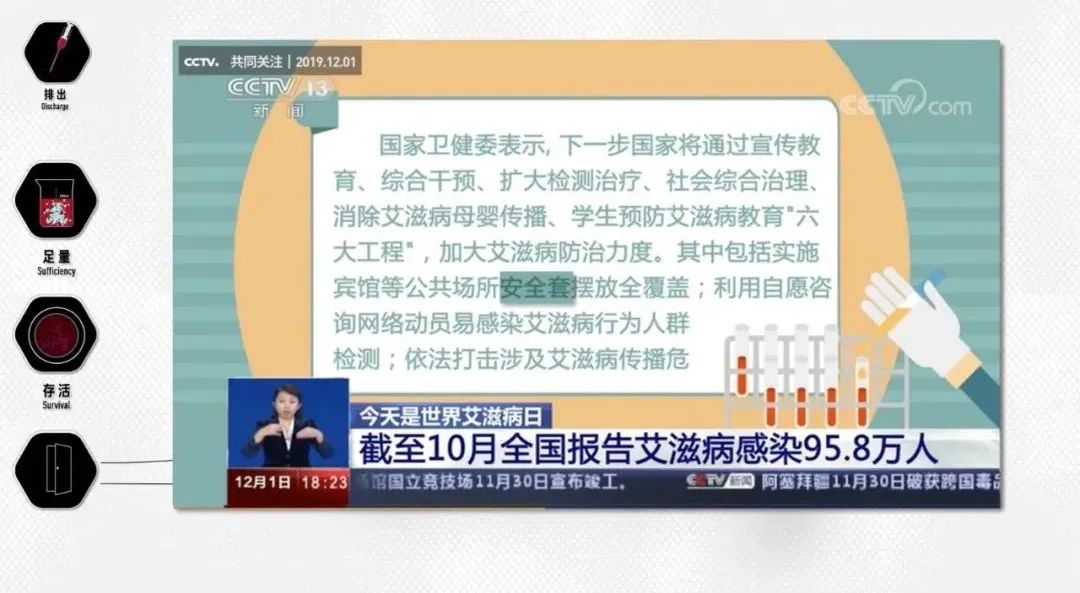 排出
Discharge
足量
Sufficiency
存活
Survival
CCTV. 共同关注 | 2019.12.01
CCTV 13
新闻
CCTV.com
国家卫健委表示, 下一步国家将通过宣传教
育、综合干预、扩大检测治疗、社会综合治理、
消除艾滋病母婴传播、学生预防艾滋病教育"六
大工程"，加大艾滋病防治力度。其中包括实施
宾馆等公共场所安全套摆放全覆盖；利用自愿咨
询网络动员易感染艾滋病行为人群
检测；依法打击涉及艾滋病传播危
今天是世界艾滋病日
截至10月全国报告艾滋病感染95.8万人
12月1日 18:23
馆国立竞技场11月30日宣布竣工。 CCTV新闻 阿塞拜疆11月30日破获跨国毒品